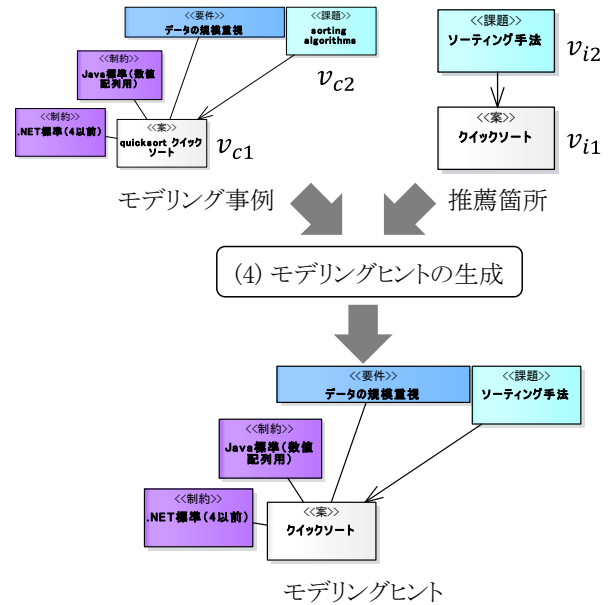 <<要件>>
データの規模重視
<<課題>>
sorting
algorithms
<<制約>>
Java標準(数値
配列用)
<<制約>>
.NET標準(4以前)
<<案>>
quicksort クイック
ソート
v_{c2}
v_{c1}
<<課題>>
ソーティング手法
v_{i2}
<<案>>
クイックソート
v_{i1}
モデリング事例
推薦箇所
(4) モデリングヒントの生成
<<要件>>
データの規模重視
<<課題>>
ソーティング手法
<<制約>>
Java標準(数値
配列用)
<<制約>>
.NET標準(4以前)
<<案>>
クイックソート
モデリングヒント